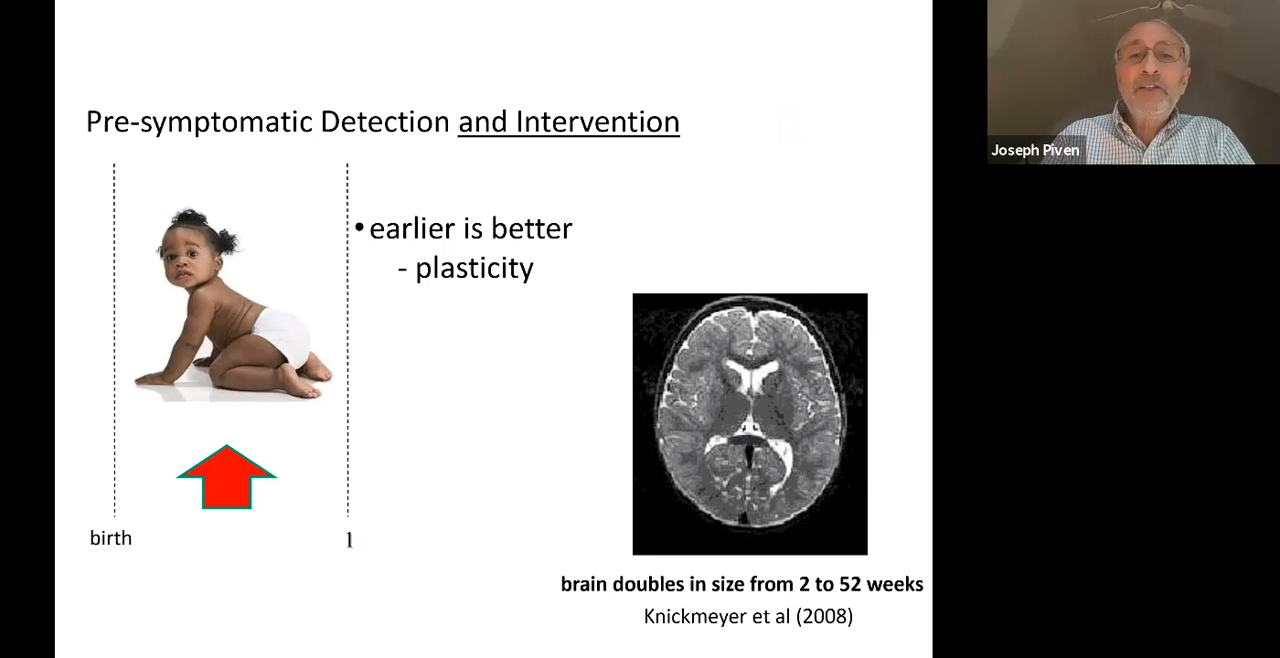 Pre-symptomatic Detection and Intervention
• earlier is better
- plasticity
birth
1
brain doubles in size from 2 to 52 weeks
Knickmeyer et al (2008)
Joseph Piven